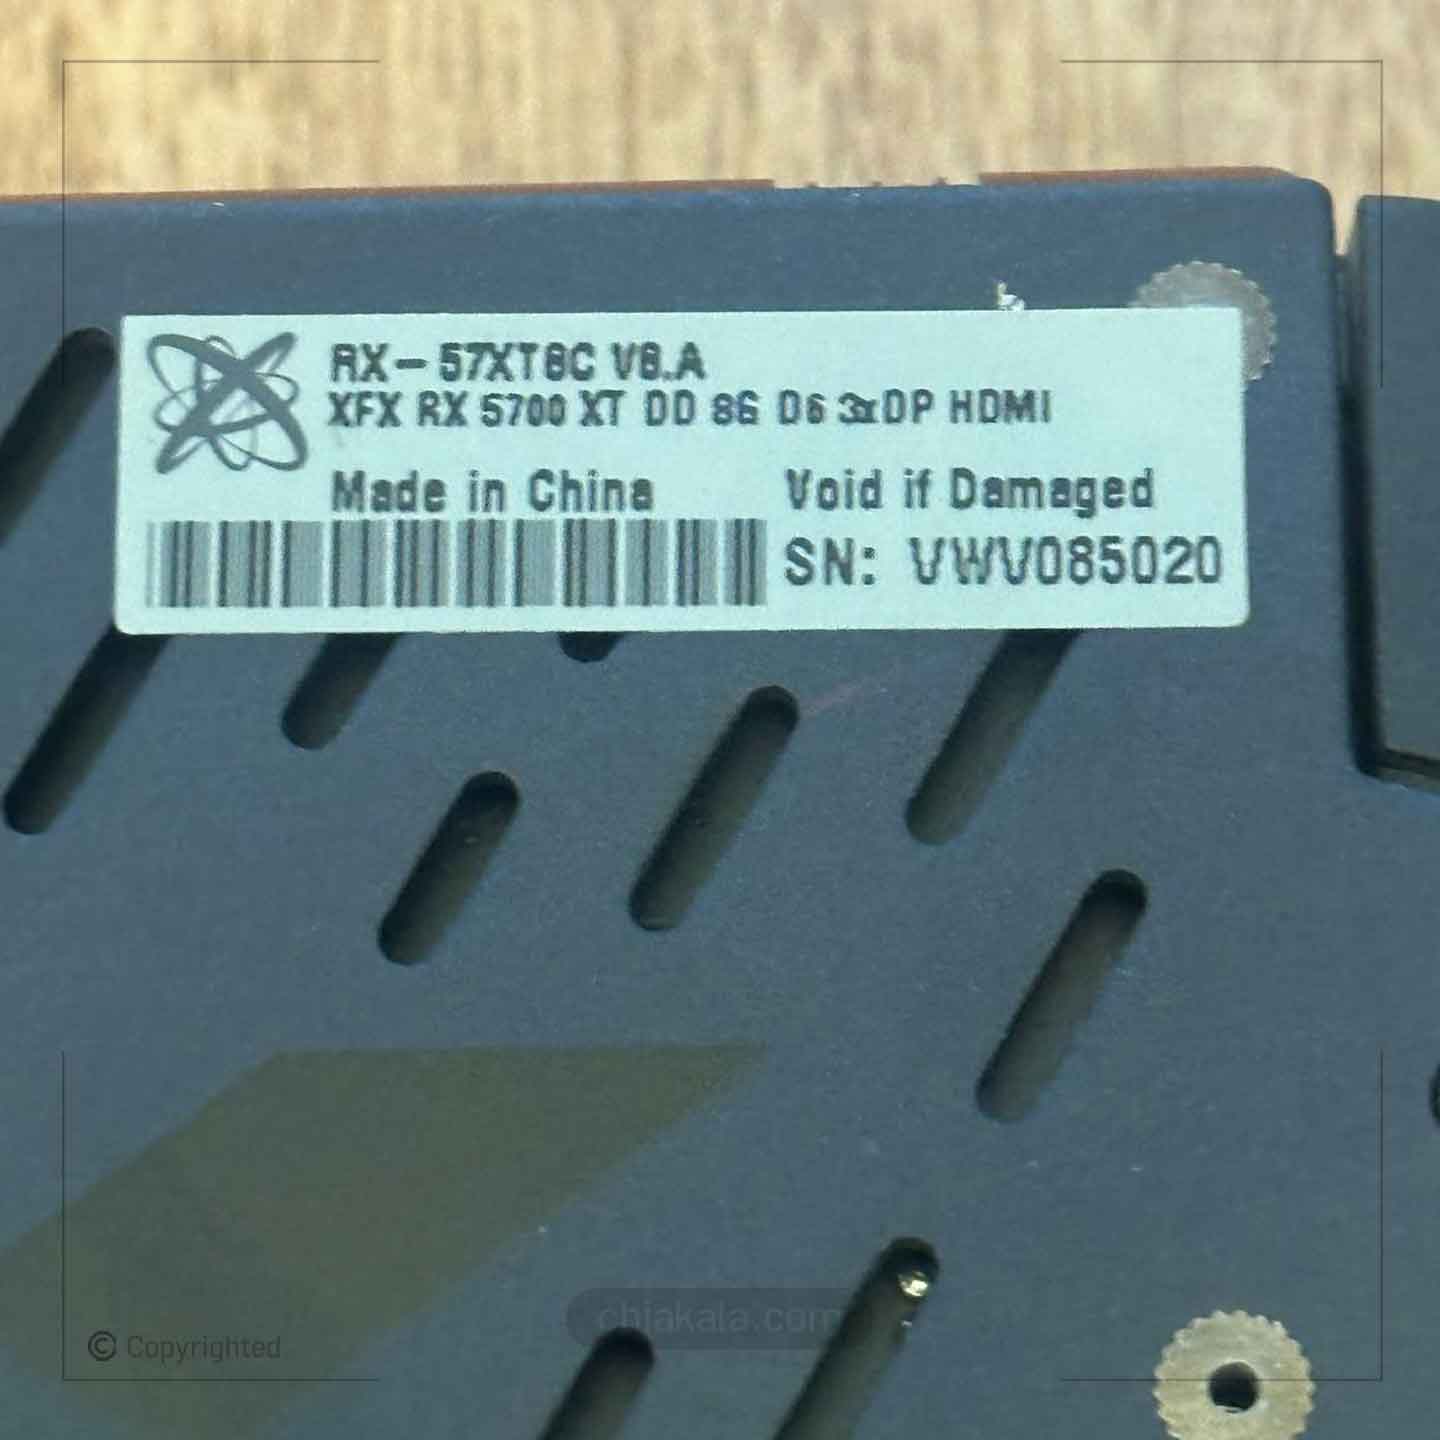 RX-57XT8C V8.A
XFX RX 5700 XT DD 8G D6 3xDP HDMI
Made in China
Void if Damaged
SN: VWV085020
chjakala.com
© Copyrighted